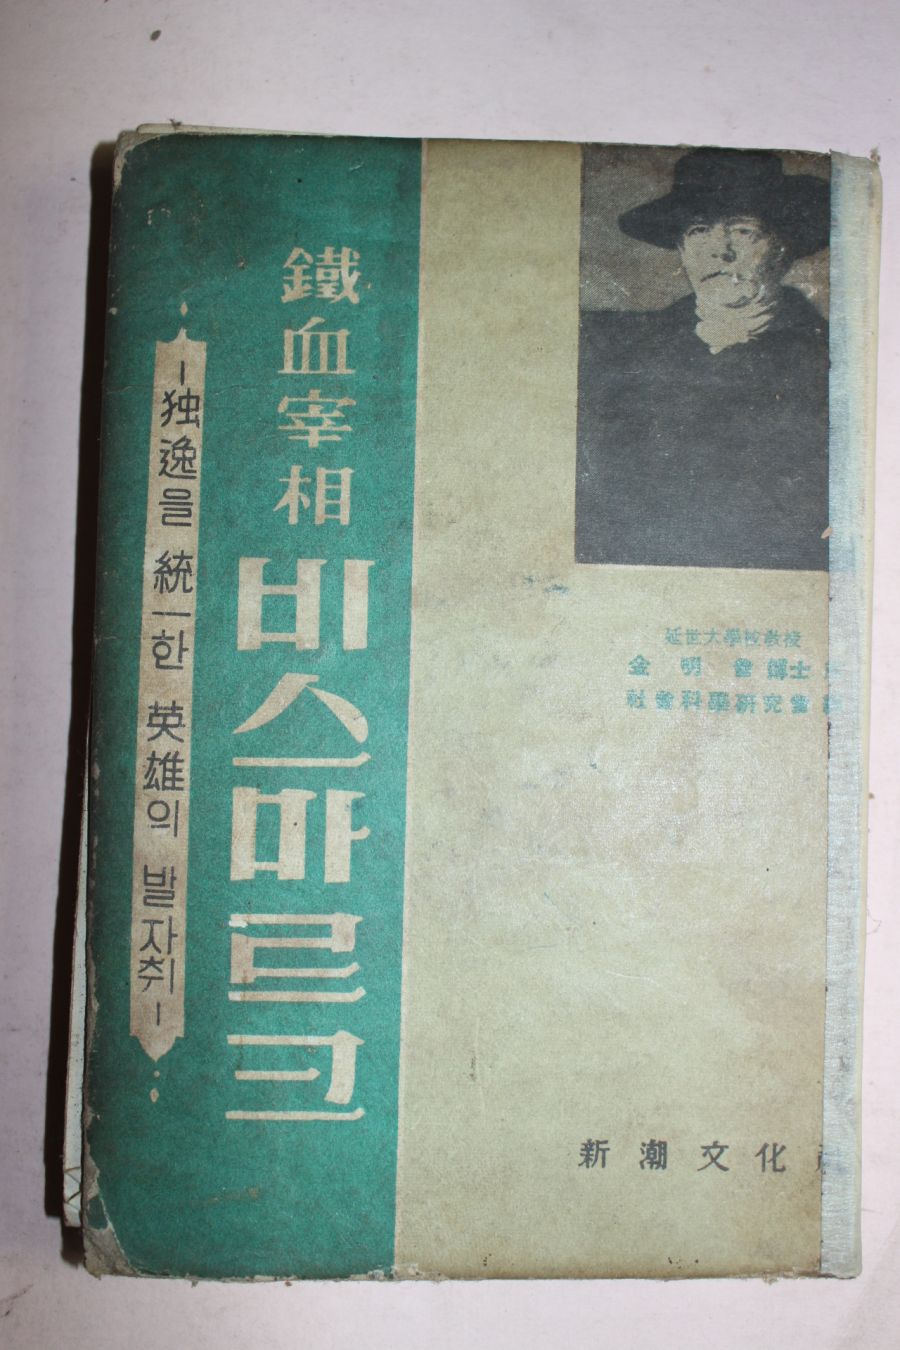 鐵血宰相 비스마르크
－独逸을 統一한 英雄의 발자취－
延世大學校敎授
金明會博士
社會科學硏究會
新潮文化